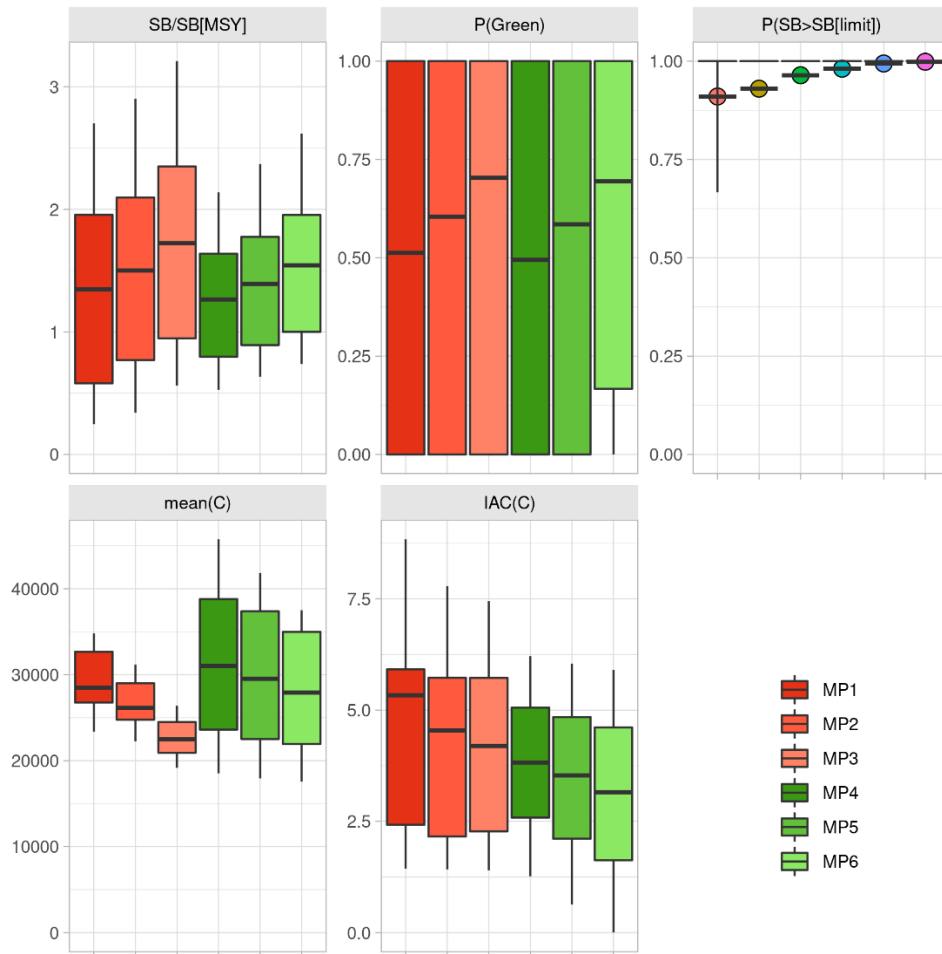 SB/SB[MSY]
P(Green)
P(SB>SB[limit])
3
2
1
0
1.00
0.75
0.50
0.25
0.00
1.00
0.75
0.50
0.25
0.00
mean(C)
IAC(C)
40000
30000
20000
10000
0
7.5
5.0
2.5
0.0
MP1
MP2
MP3
MP4
MP5
MP6